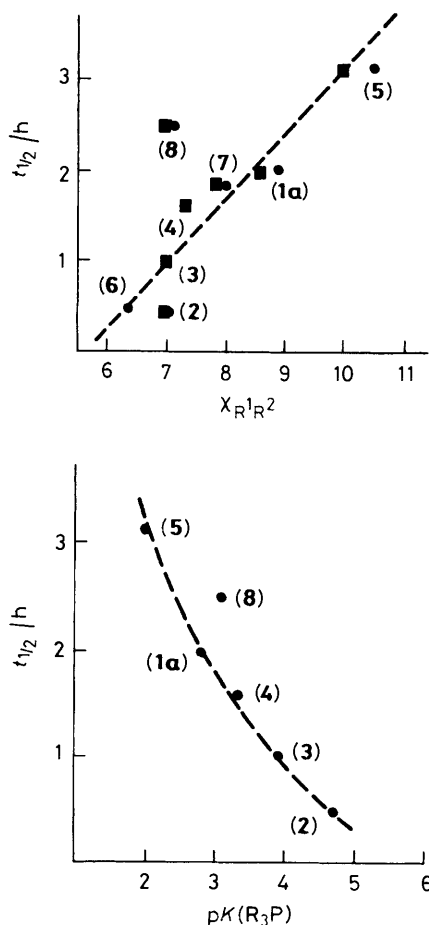 3
2
1
t1/2/h
(5)
(8)
(7)
(1a)
(4)
(3)
(6)
(2)
6 7 8 9 10 11
χR¹R²
3
2
1
t1/2/h
(5)
(8)
(1a)
(4)
(3)
(2)
2 3 4 5 6
pK(R₃P)